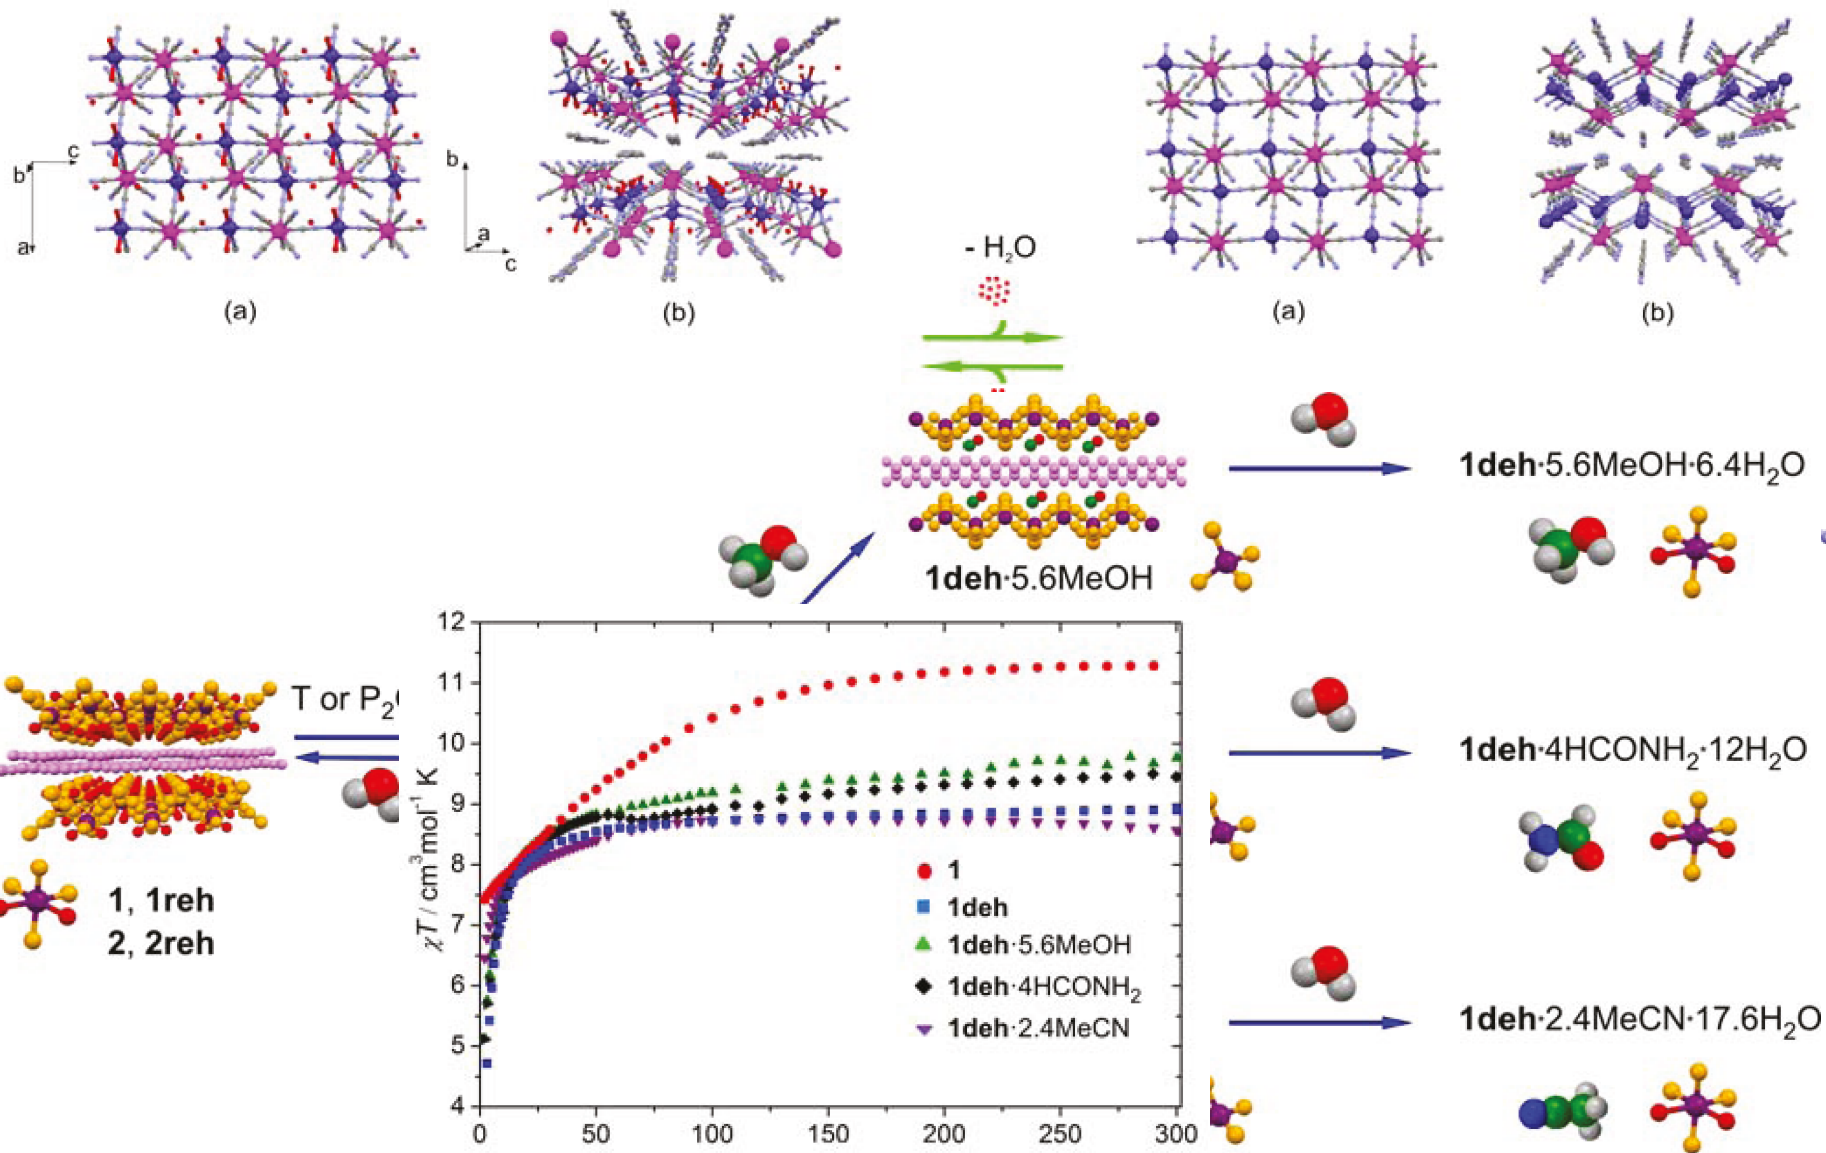 c
b
a
(a)
b
a
c
(b)
(a)
(b)
- H₂O
1deh·5.6MeOH·6.4H₂O
1deh·5.6MeOH
T or P₂
1, 1reh
2, 2reh
χT / cm³mol⁻¹ K
12
11
10
9
8
7
6
5
4
0 50 100 150 200 250 300
1
1deh
1deh·5.6MeOH
1deh·4HCONH₂
1deh·2.4MeCN
1deh·4HCONH₂·12H₂O
1deh·2.4MeCN·17.6H₂O